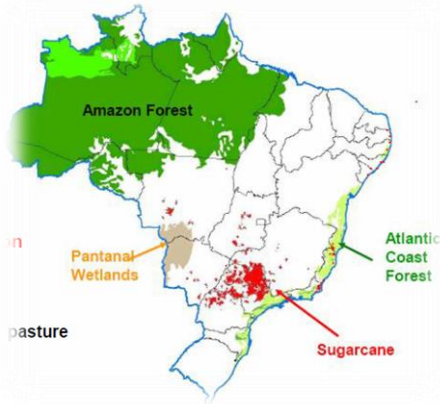 Amazon Forest
Atlantic
Coast
Forest
Pantanal
Wetlands
pasture
Sugarcane